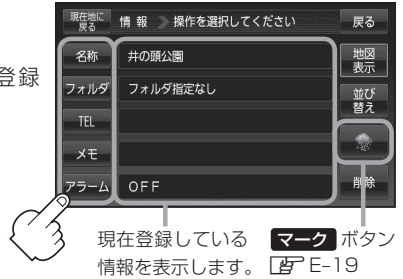 登録
現在地に
戻る
情 報 操作を選択してください
戻る
名称
井の頭公園
地図
表示
フォルダ
フォルダ指定なし
並び
替え
TEL
メモ
アラーム
OFF
削除
現在登録している
情報を表示します。
マーク ボタン
E-19